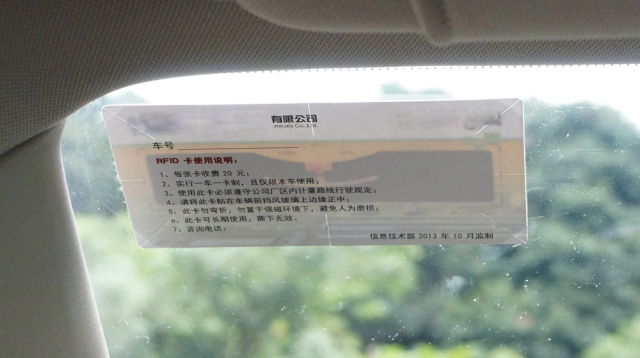 有限公司
Co.,Ltd.
车号
RFID 卡使用说明：
1、每张卡收费 20 元；
2、实行一车一卡制，且仅限本车使用；
3、使用此卡必须遵守公司厂区内计量路线行驶规定；
4、请将此卡贴在车辆前挡风玻璃上边缘正中；
5、此卡勿弯折，勿置于强磁环境下，避免人为磨损；
6、此卡可长期使用，撕下无效。
7、咨询电话：
信息技术部 2013 年 10 月监制